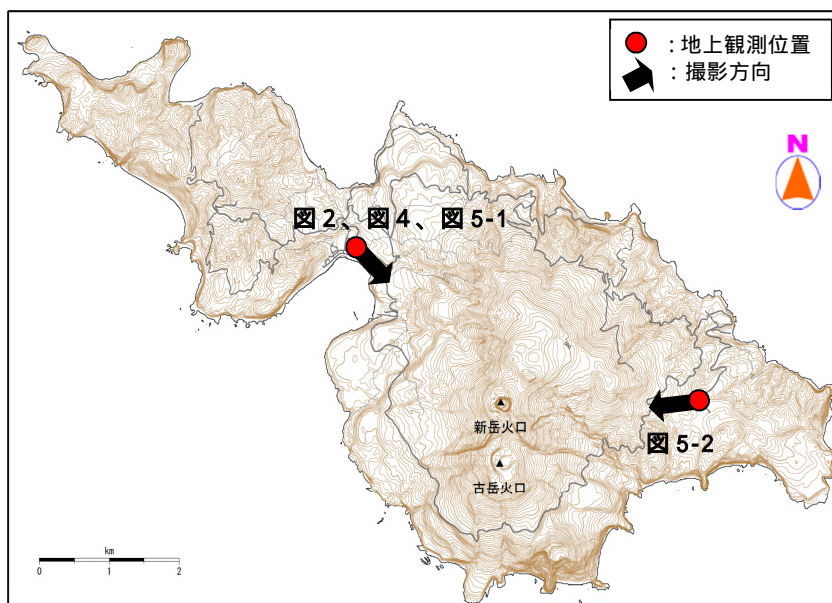 ：地上観測位置
：撮影方向
N
図 2、図 4、図 5-1
新岳火口
図 5-2
古岳火口
km
0 1 2